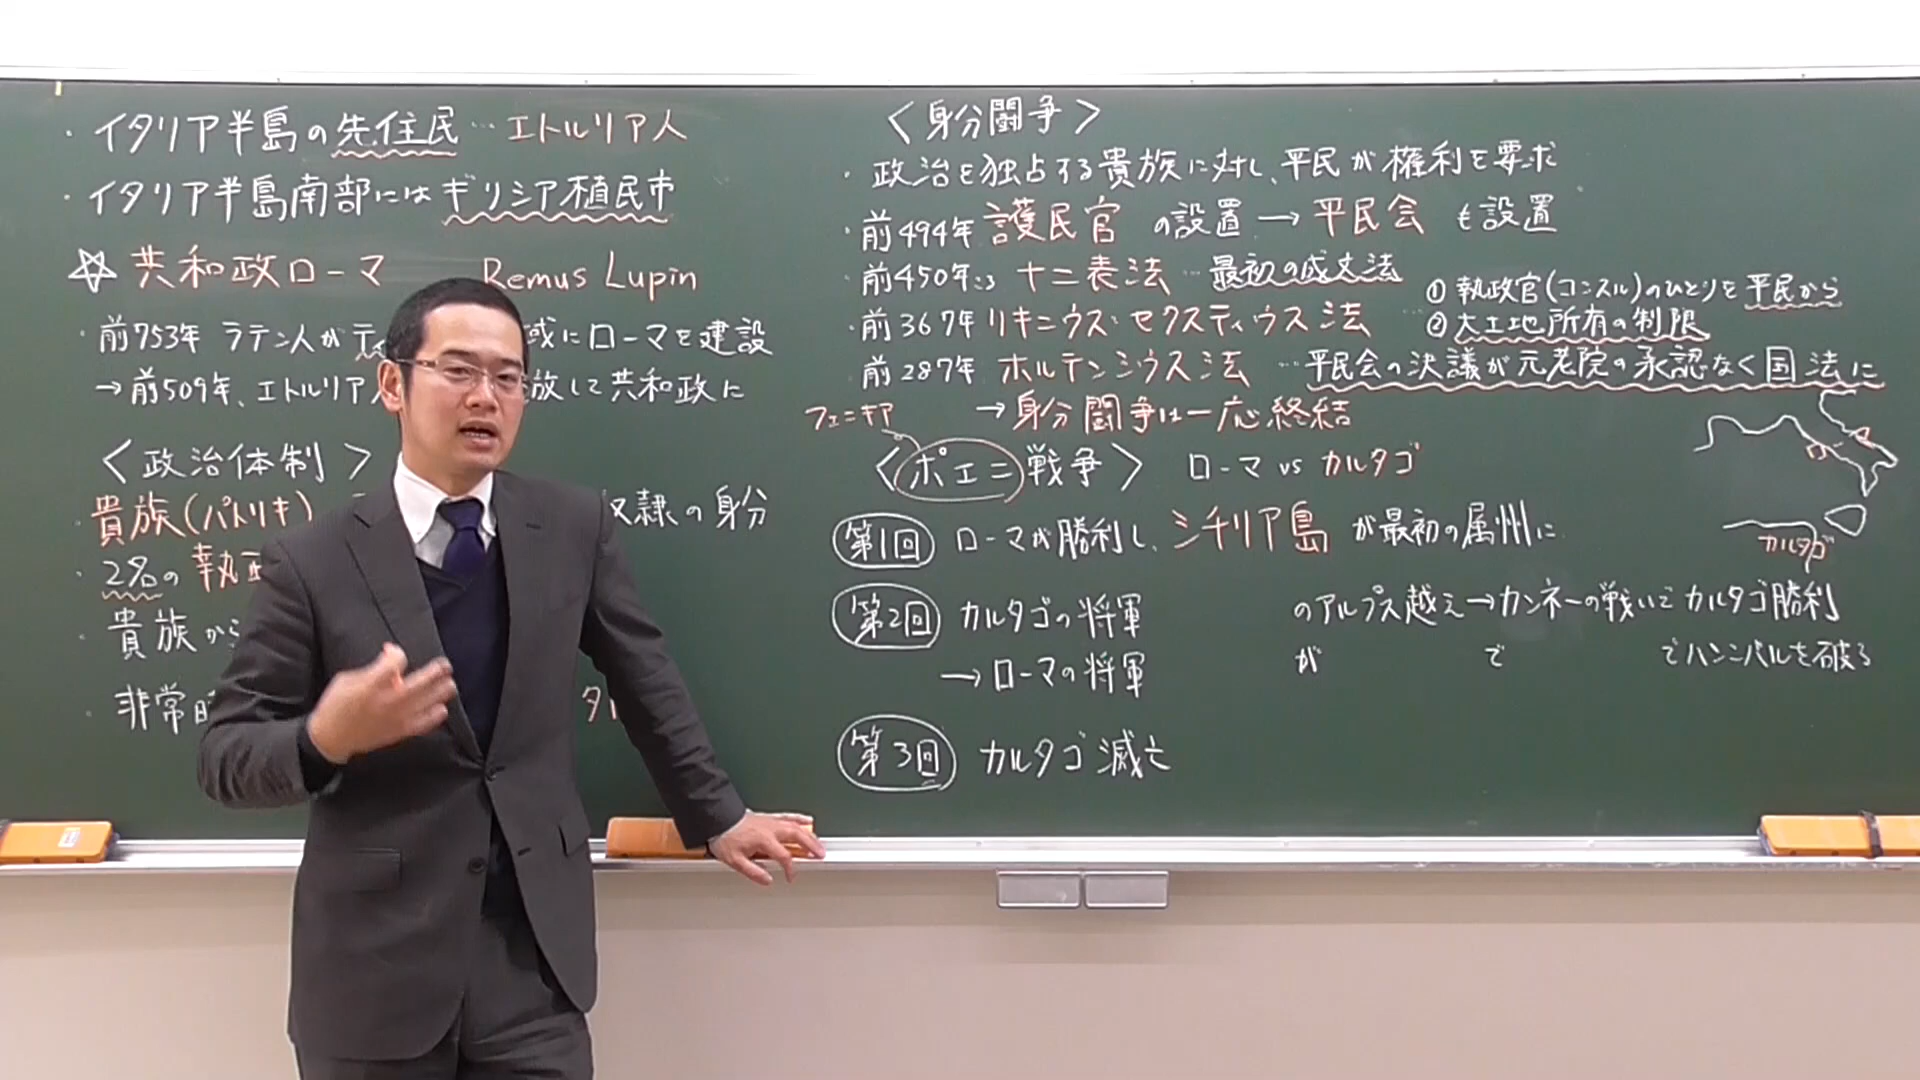 ・イタリア半島の先住民…エトルリア人
・イタリア半島南部にはギリシア植民市
☆共和政ローマ Remus Lupin
・前753年 ラテン人がティ 域にローマを建設
→前509年、エトルリア人 放して共和政に
〈政治体制〉
・貴族(パトリキ) 奴隷の身分
・2名の執政
・貴族から
・非常時
〈身分闘争〉
・政治を独占する貴族に対し、平民が権利を要求
・前494年 護民官の設置→平民会も設置
・前450年ころ 十二表法…最初の成文法
・前367年 リキニウス・セクスティウス法
①執政官(コンスル)のひとりを平民から
②大土地所有の制限
・前287年 ホルテンシウス法…平民会の決議が元老院の承認なく国法に
→身分闘争は一応終結
フェニキア
〈ポエニ戦争〉 ローマ vs カルタゴ
第1回 ローマが勝利し、シチリア島が最初の属州に
第2回 カルタゴの将軍 のアルプス越え→カンネーの戦いでカルタゴ勝利
→ローマの将軍 が で でハンニバルを破る
第3回 カルタゴ滅亡
カルタゴ